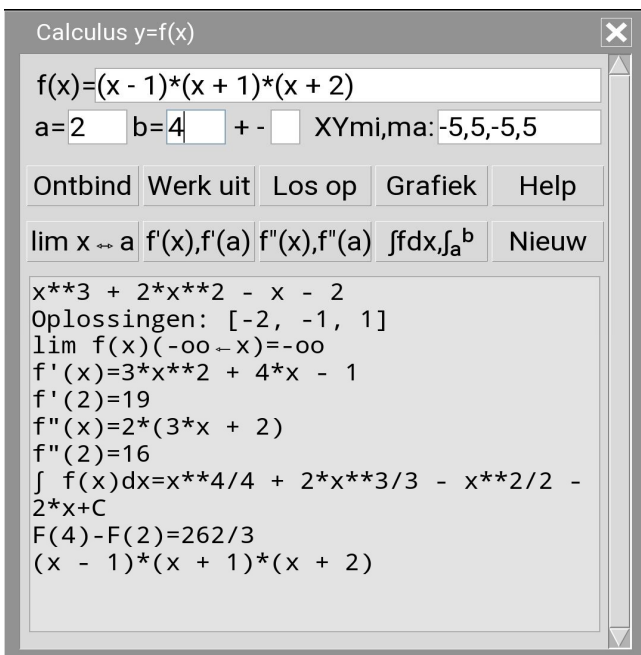 Calculus y=f(x)
f(x)=(x - 1)*(x + 1)*(x + 2)
a=2 b=4 + - XYmi,ma: -5,5,-5,5
Ontbind Werk uit Los op Grafiek Help
lim x ↔ a f'(x),f'(a) f"(x),f"(a) ∫fdx,∫ₐᵇ Nieuw
x**3 + 2*x**2 - x - 2
Oplossingen: [-2, -1, 1]
lim f(x)(-oo←x)=-oo
f'(x)=3*x**2 + 4*x - 1
f'(2)=19
f"(x)=2*(3*x + 2)
f"(2)=16
∫ f(x)dx=x**4/4 + 2*x**3/3 - x**2/2 -
2*x+C
F(4)-F(2)=262/3
(x - 1)*(x + 1)*(x + 2)